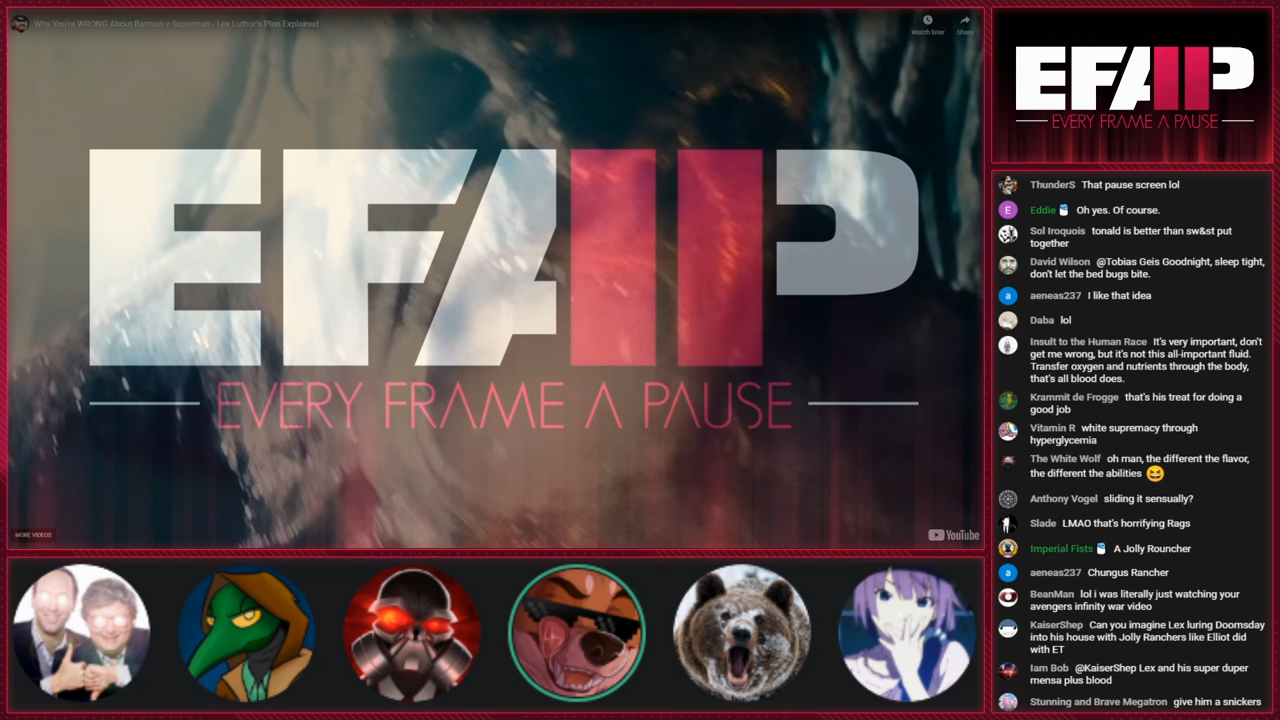 Why You're WRONG About Batman v Superman - Lex Luthor's Plan Explained
Watch later
Share
EFAP
EVERY FRAME A PAUSE
MORE VIDEOS
YouTube
EFAP
EVERY FRAME A PAUSE
ThunderS That pause screen lol
E
Eddie Oh yes. Of course.
Sol Iroquois tonald is better than sw&st put
together
David Wilson @Tobias Geis Goodnight, sleep tight,
don't let the bed bugs bite.
a
aeneas237 I like that idea
Daba lol
Insult to the Human Race It's very important, don't
get me wrong, but it's not this all-important fluid.
Transfer oxygen and nutrients through the body,
that's all blood does.
Krammit de Frogge that's his treat for doing a
good job
Vitamin R white supremacy through
hyperglycemia
The White Wolf oh man, the different the flavor,
the different the abilities 😆
Anthony Vogel sliding it sensually?
Slade LMAO that's horrifying Rags
Imperial Fists A Jolly Rouncher
a
aeneas237 Chungus Rancher
BeanMan lol i was literally just watching your
avengers infinity war video
KaiserShep Can you imagine Lex luring Doomsday
into his house with Jolly Ranchers like Elliot did
with ET
Iam Bob @KaiserShep Lex and his super duper
mensa plus blood
Stunning and Brave Megatron give him a snickers